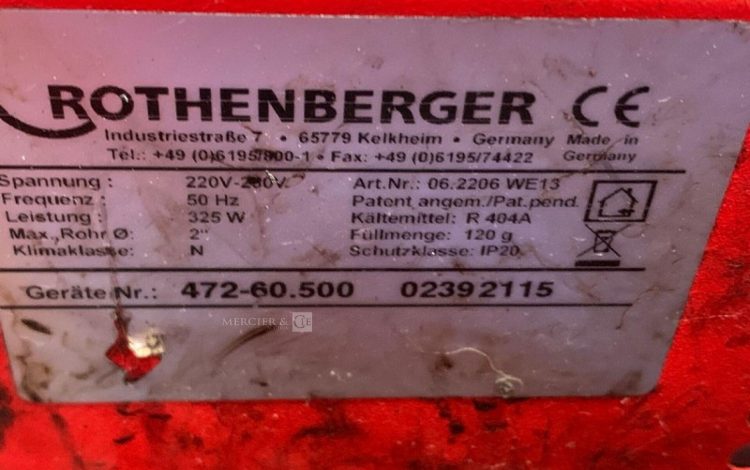 ROTHENBERGER CE
Industriestraße 7 • 65779 Kelkheim • Germany Made in
Tel.: +49 (0)6195/800-1 • Fax: +49 (0)6195/74422 Germany
Spannung : 220V-230V Art.Nr.: 06.2206 WE13
Frequenz : 50 Hz Patent angem./Pat.pend.
Leistung : 325 W Kältemittel: R 404A
Max. Rohr Ø: 2" Füllmenge: 120 g
Klimaklasse: N Schutzklasse: IP20
Geräte Nr.: 472-60.500 02392115
MERCIER & Cie